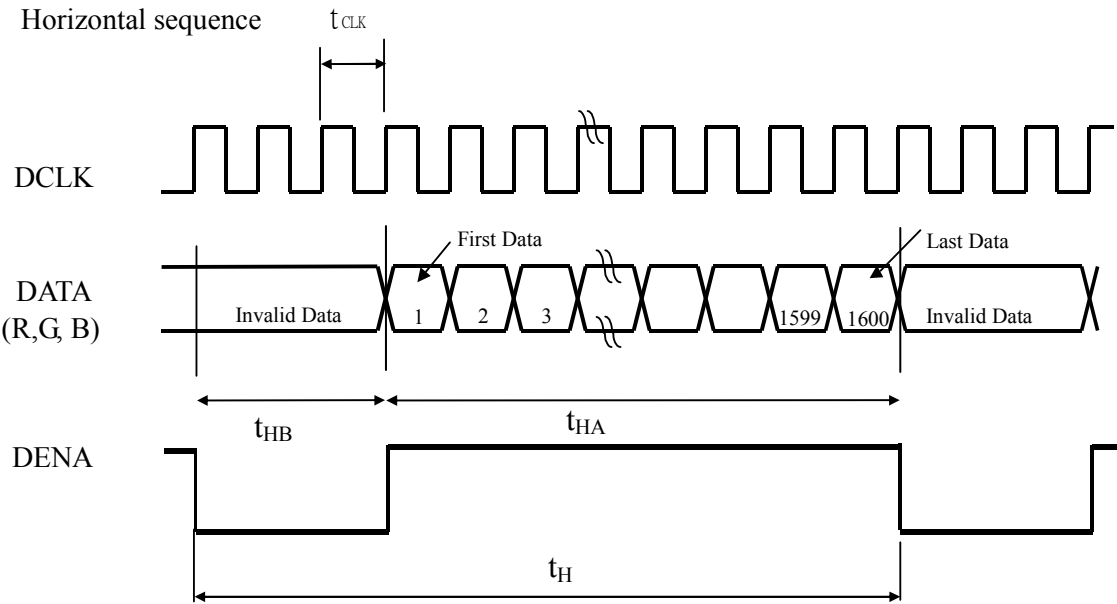 Horizontal sequence
tCLK
DCLK
First Data
Last Data
DATA
(R,G, B)
Invalid Data
1
2
3
1599
1600
Invalid Data
tHB
tHA
DENA
tH